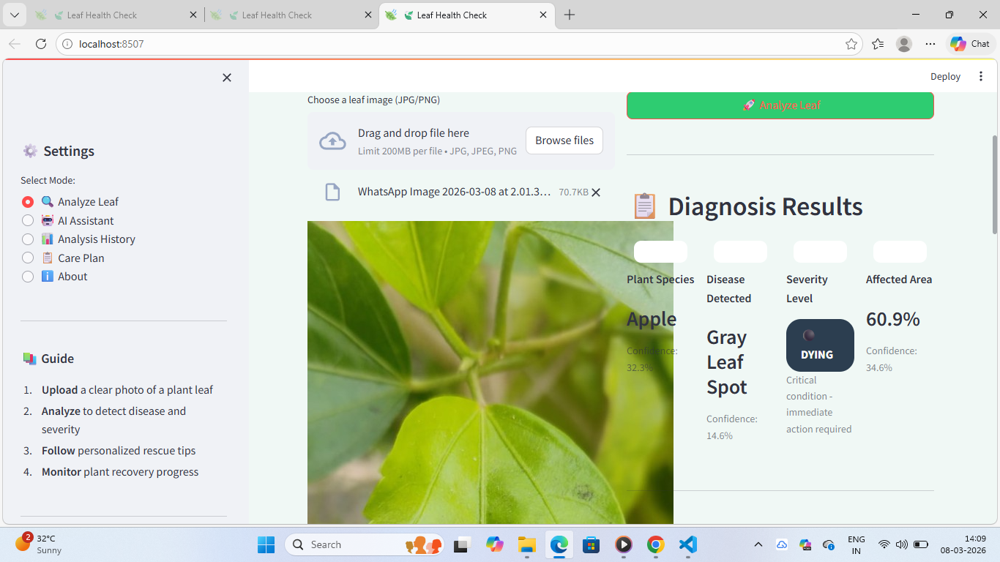 Leaf Health Check
Leaf Health Check
Leaf Health Check
localhost:8507
Chat
Deploy
Settings
Select Mode:
Analyze Leaf
AI Assistant
Analysis History
Care Plan
About
Guide
1. Upload a clear photo of a plant leaf
2. Analyze to detect disease and
severity
3. Follow personalized rescue tips
4. Monitor plant recovery progress
Choose a leaf image (JPG/PNG)
Drag and drop file here
Limit 200MB per file • JPG, JPEG, PNG
Browse files
WhatsApp Image 2026-03-08 at 2.01.3... 70.7KB
Analyze Leaf
Diagnosis Results
Plant Species
Apple
Confidence:
32.3%
Disease
Detected
Gray
Leaf
Spot
Confidence:
14.6%
Severity
Level
DYING
Critical
condition -
immediate
action required
Affected Area
60.9%
Confidence:
34.6%
2
32°C
Sunny
Search
ENG
IN
14:09
08-03-2026